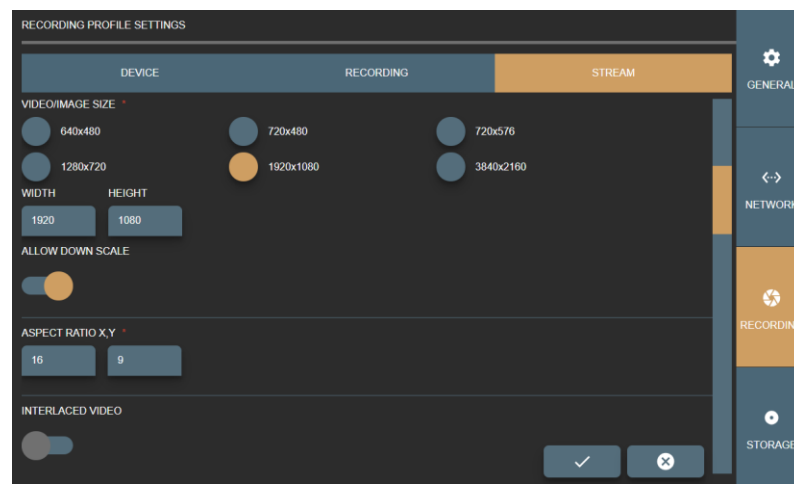 RECORDING PROFILE SETTINGS
DEVICE RECORDING STREAM
VIDEO/IMAGE SIZE *
640x480 720x480 720x576
1280x720 1920x1080 3840x2160
WIDTH HEIGHT
1920 1080
ALLOW DOWN SCALE
ASPECT RATIO X,Y *
16 9
INTERLACED VIDEO
GENERAL
NETWORK
RECORDIN
STORAGE